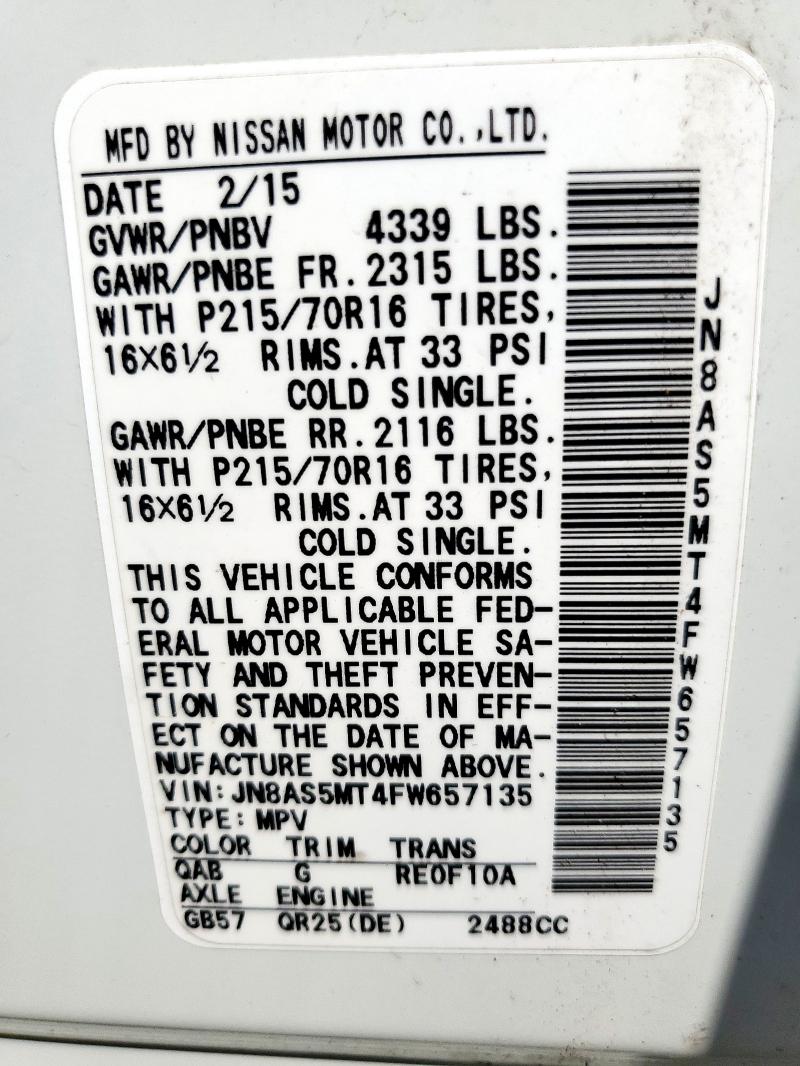 MFD BY NISSAN MOTOR CO.,LTD.
DATE 2/15
GVWR/PNBV 4339 LBS.
GAWR/PNBE FR.2315 LBS.
WITH P215/70R16 TIRES,
16×6½ RIMS.AT 33 PSI
COLD SINGLE.
GAWR/PNBE RR.2116 LBS.
WITH P215/70R16 TIRES,
16×6½ RIMS.AT 33 PSI
COLD SINGLE.
THIS VEHICLE CONFORMS
TO ALL APPLICABLE FED-
ERAL MOTOR VEHICLE SA-
FETY AND THEFT PREVEN-
TION STANDARDS IN EFF-
ECT ON THE DATE OF MA-
NUFACTURE SHOWN ABOVE.
VIN:JN8AS5MT4FW657135
TYPE:MPV
COLOR TRIM TRANS
QAB G RE0F10A
AXLE ENGINE
GB57 QR25(DE) 2488CC
JN8AS5MT4FW657135